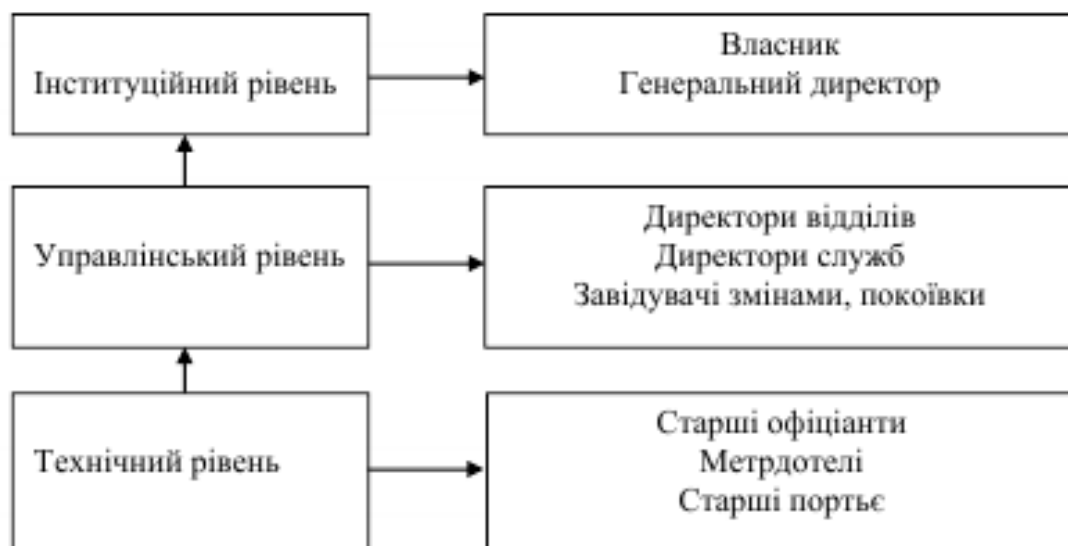 Інституційний рівень
Власник
Генеральний директор
Управлінський рівень
Директори відділів
Директори служб
Завідувачі змінами, покоївки
Технічний рівень
Старші офіціанти
Метрдотелі
Старші портьє